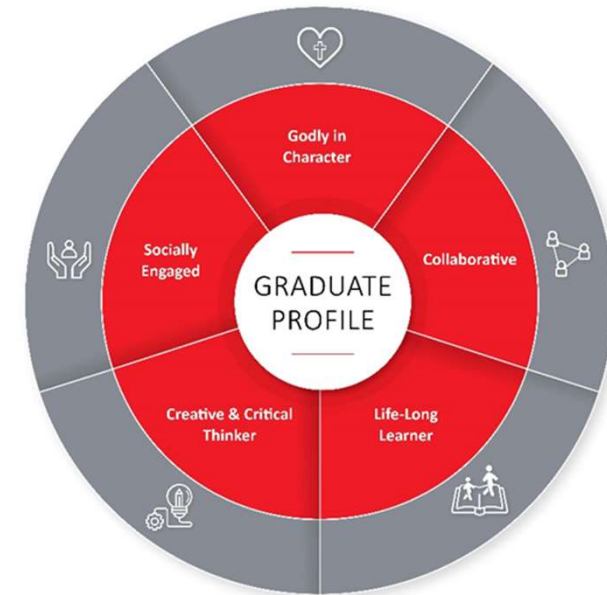 Godly in
Character
Socially
Engaged
Collaborative
GRADUATE
PROFILE
Creative & Critical
Thinker
Life-Long
Learner